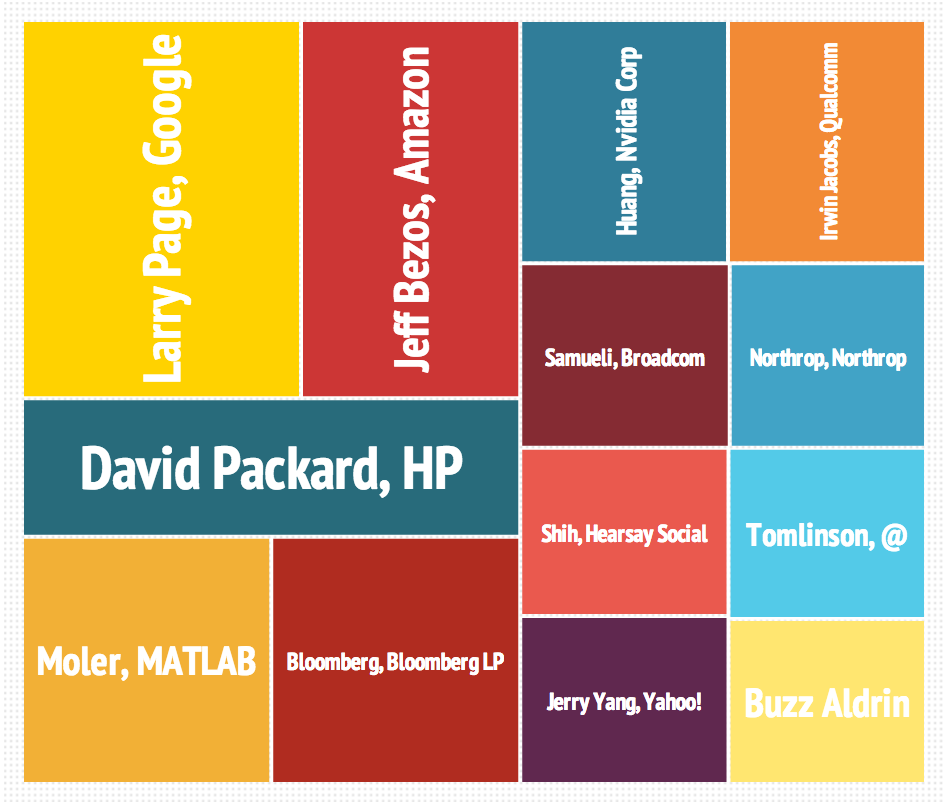 Larry Page, Google
Jeff Bezos, Amazon
Huang, Nvidia Corp
Irwin Jacobs, Qualcomm
Samueli, Broadcom
Northrop, Northrop
David Packard, HP
Shih, Hearsay Social
Tomlinson, @
Moler, MATLAB
Bloomberg, Bloomberg LP
Jerry Yang, Yahoo!
Buzz Aldrin